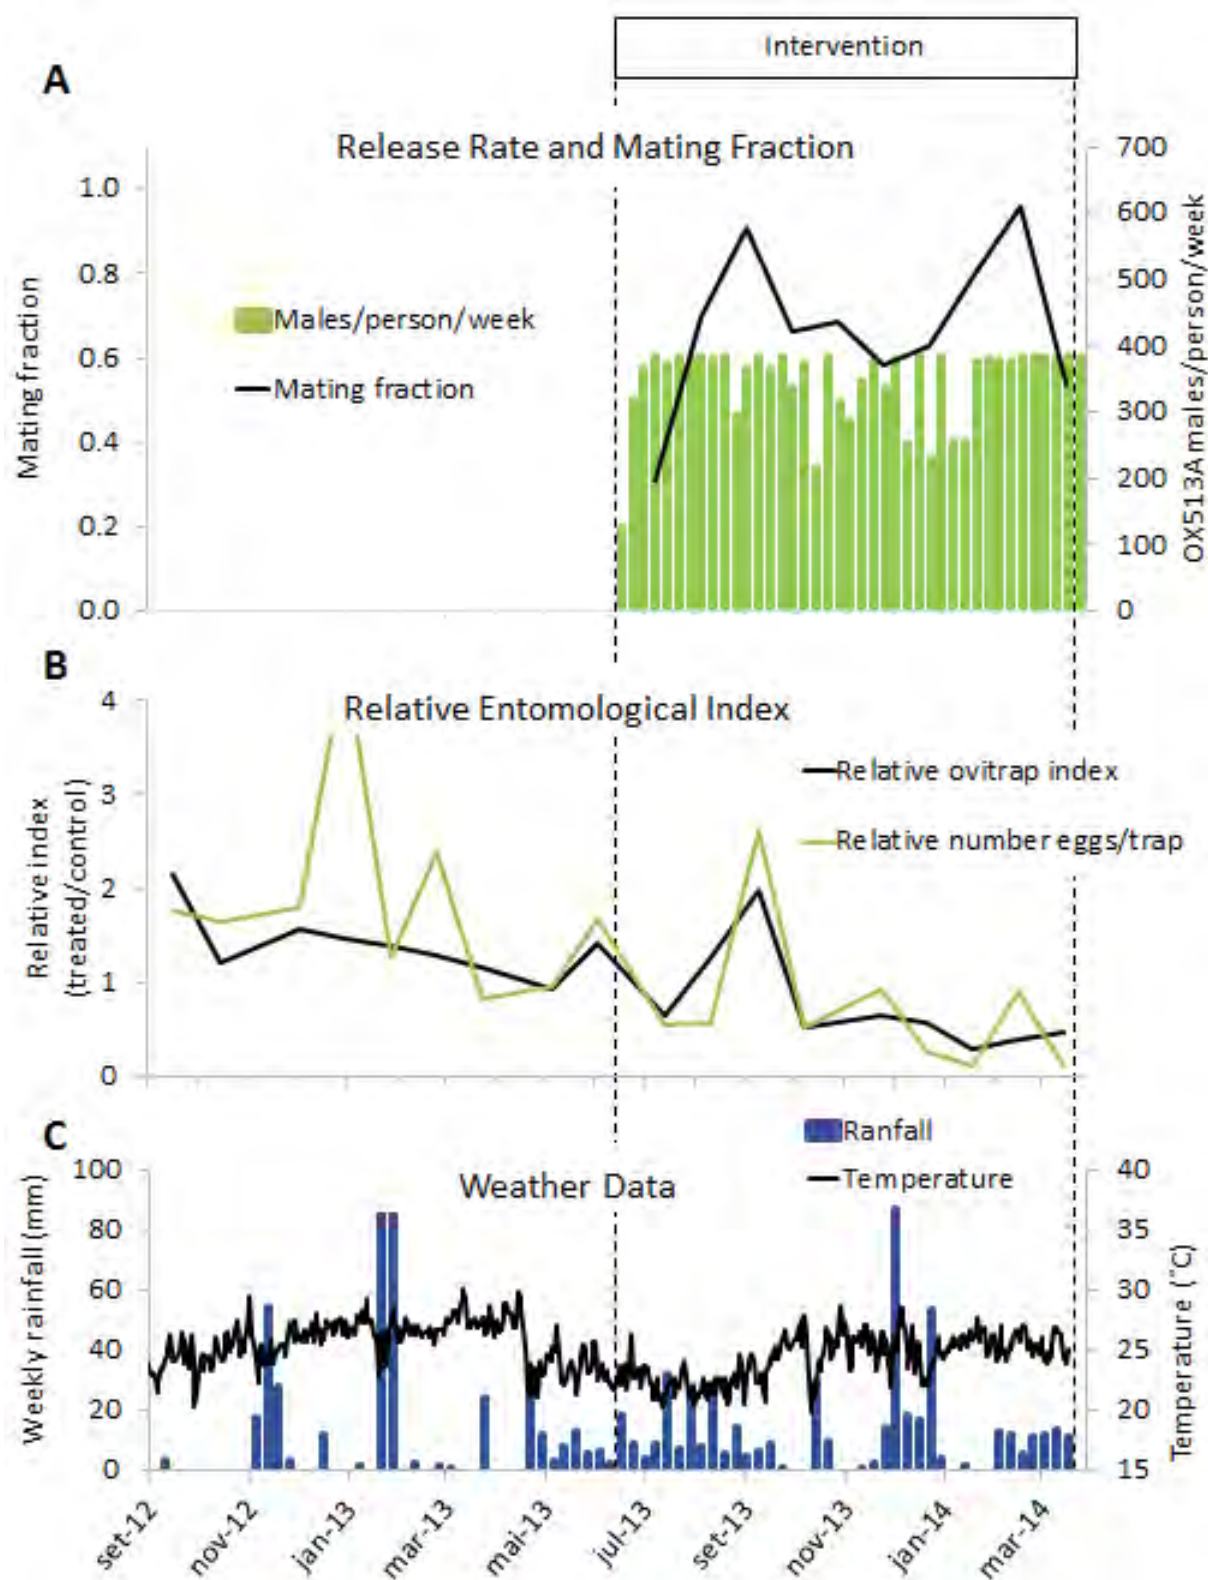 Intervention
A
Release Rate and Mating Fraction
Mating fraction
1.0
0.8
0.6
0.4
0.2
0.0
Males/person/week
Mating fraction
700
600
500
400
300
200
100
0
OX513A males/person/week
B
Relative Entomological Index
Relative index
(treated/control)
4
3
2
1
0
Relative ovitrap index
Relative number eggs/trap
C
Weather Data
Weekly rainfall (mm)
100
80
60
40
20
0
Ranfall
Temperature
40
35
30
25
20
15
Temperature (˚C)
set-12
nov-12
jan-13
mar-13
mai-13
jul-13
set-13
nov-13
jan-14
mar-14